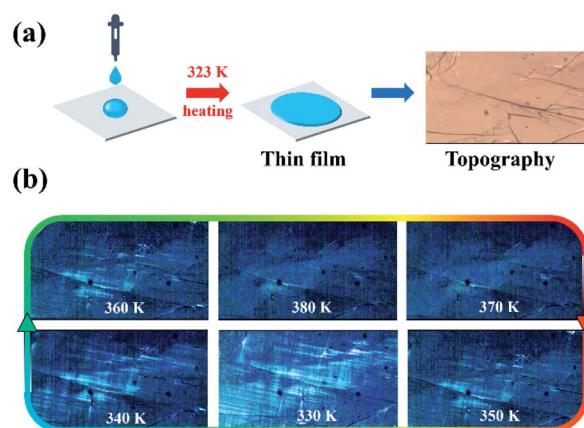 (a)
323 K
heating
Thin film
Topography
(b)
360 K
380 K
370 K
340 K
330 K
350 K